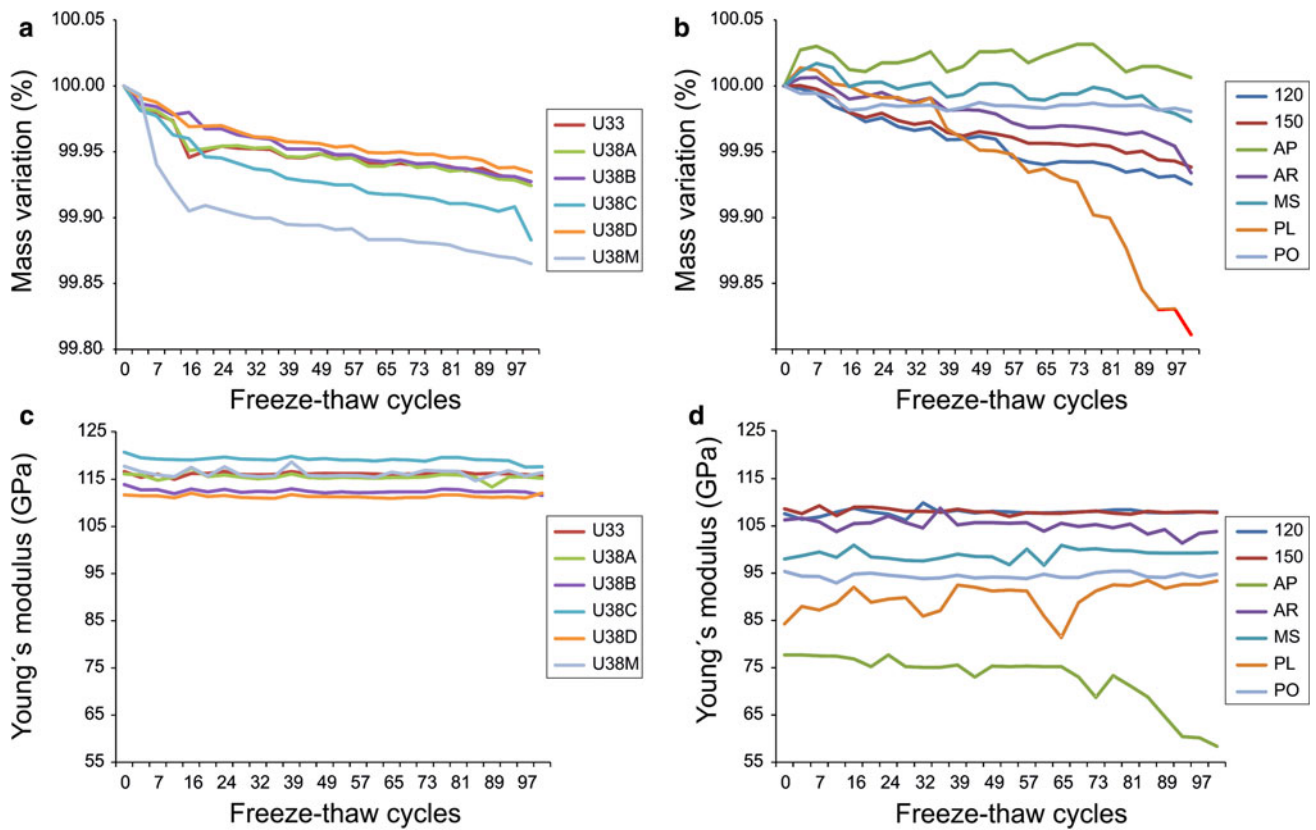 a
100.05
100.00
99.95
99.90
99.85
99.80
Mass variation (%)
0 7 16 24 32 39 49 57 65 73 81 89 97
Freeze-thaw cycles
U33
U38A
U38B
U38C
U38D
U38M
b
100.05
100.00
99.95
99.90
99.85
99.80
Mass variation (%)
0 7 16 24 32 38 49 57 65 73 81 89 97
Freeze-thaw cycles
120
150
AP
AR
MS
PL
PO
c
125
115
105
95
85
75
65
55
Young´s modulus (GPa)
0 7 16 24 32 39 49 57 65 73 81 89 97
Freeze-thaw cycles
U33
U38A
U38B
U38C
U38D
U38M
d
125
115
105
95
85
75
65
55
Young´s modulus (GPa)
0 7 16 24 32 39 49 57 65 73 81 89 97
Freeze-thaw cycles
120
150
AP
AR
MS
PL
PO